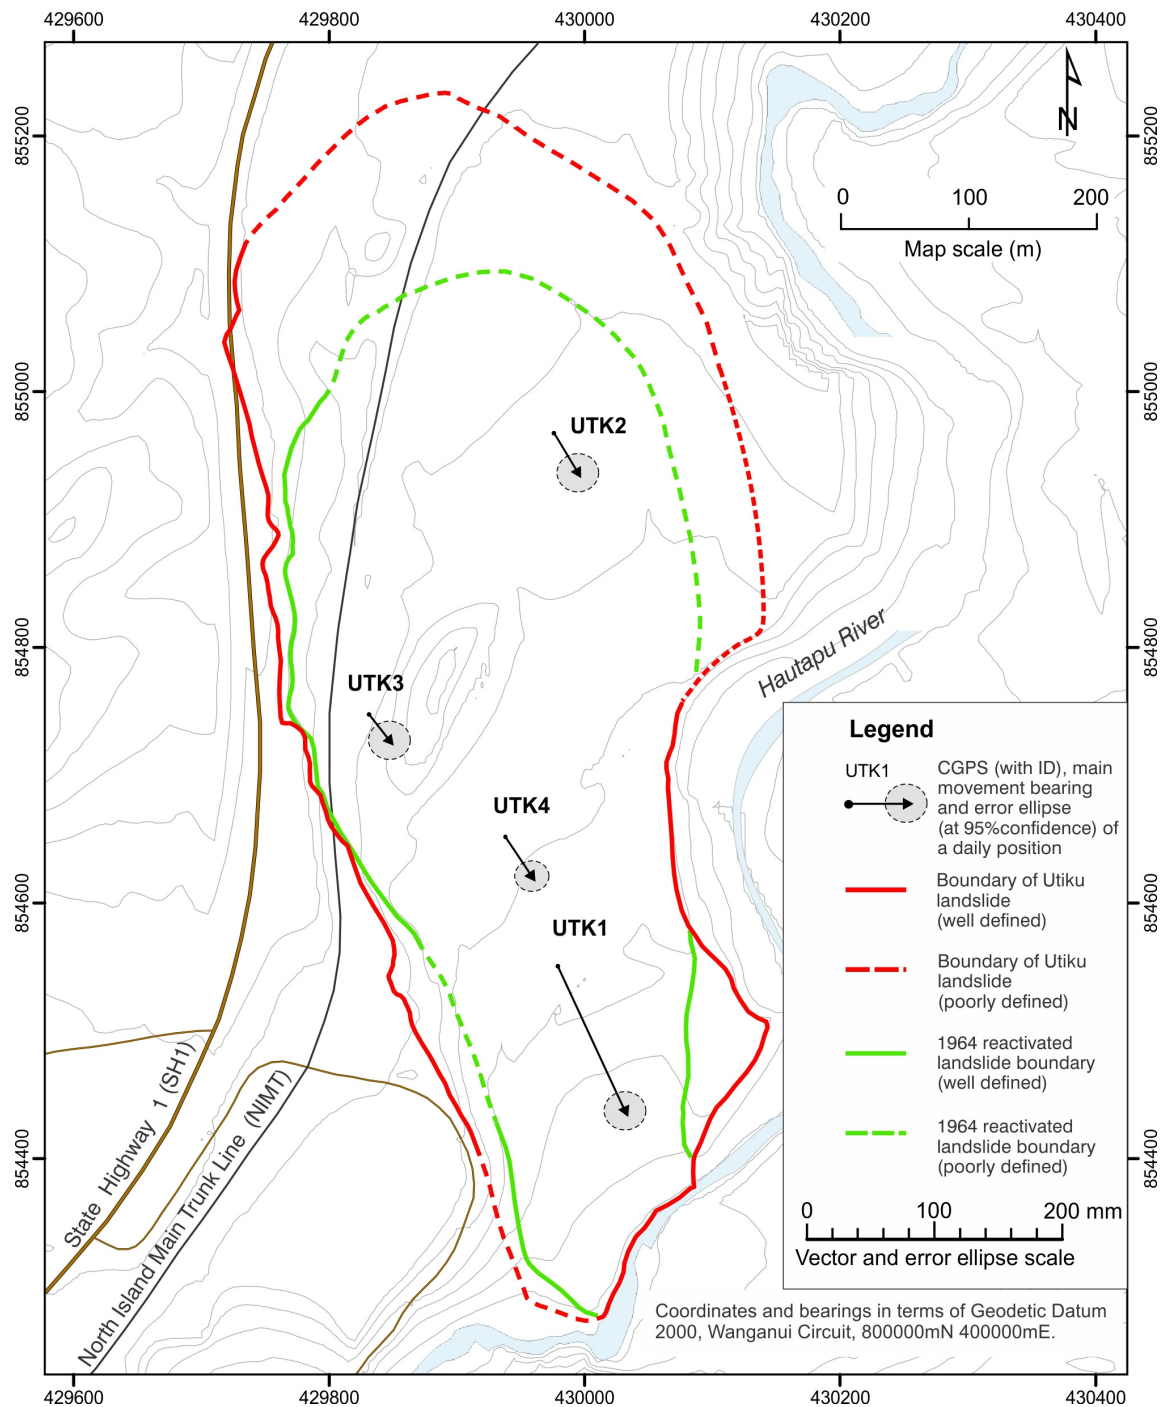 429600 429800 430000 430200 430400
855200
855000
854800
854600
854400
855200
855000
854800
854600
854400
N
0 100 200
Map scale (m)
UTK2
UTK3
UTK4
UTK1
Hautapu River
State Highway 1 (SH1)
North Island Main Trunk Line (NIMT)
Legend
UTK1
CGPS (with ID), main
movement bearing
and error ellipse
(at 95%confidence) of
a daily position
Boundary of Utiku
landslide
(well defined)
Boundary of Utiku
landslide
(poorly defined)
1964 reactivated
landslide boundary
(well defined)
1964 reactivated
landslide boundary
(poorly defined)
0 100 200 mm
Vector and error ellipse scale
Coordinates and bearings in terms of Geodetic Datum
2000, Wanganui Circuit, 800000mN 400000mE.
429600 429800 430000 430200 430400